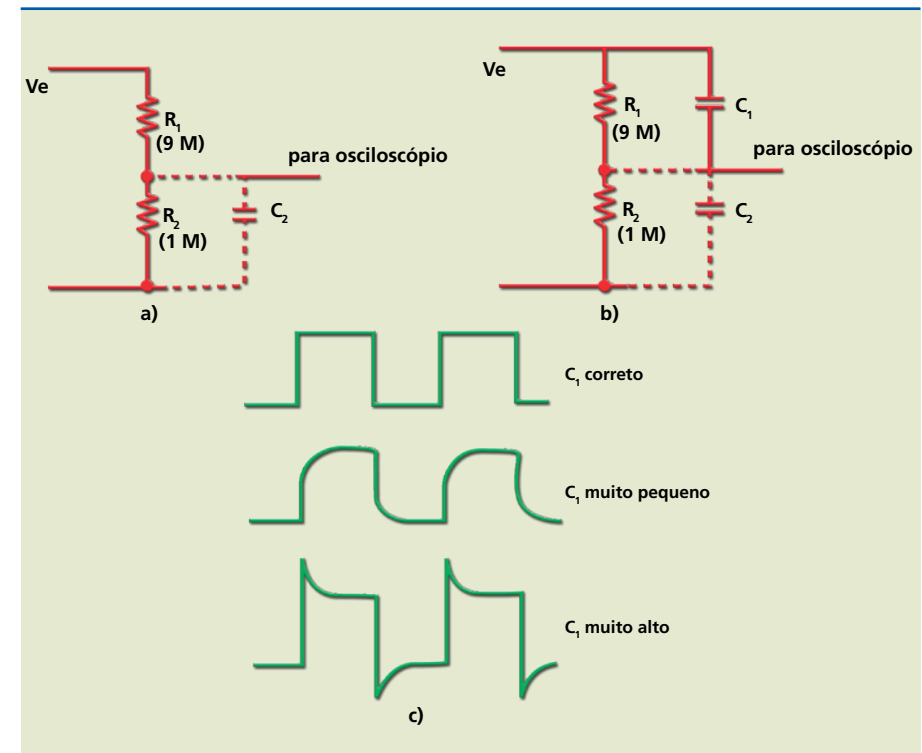 Ve
R1
(9 M)
para osciloscópio
R2
(1 M)
C2
a)
Ve
R1
(9 M)
C1
para osciloscópio
R2
(1 M)
C2
b)
C1 correto
C1 muito pequeno
C1 muito alto
c)